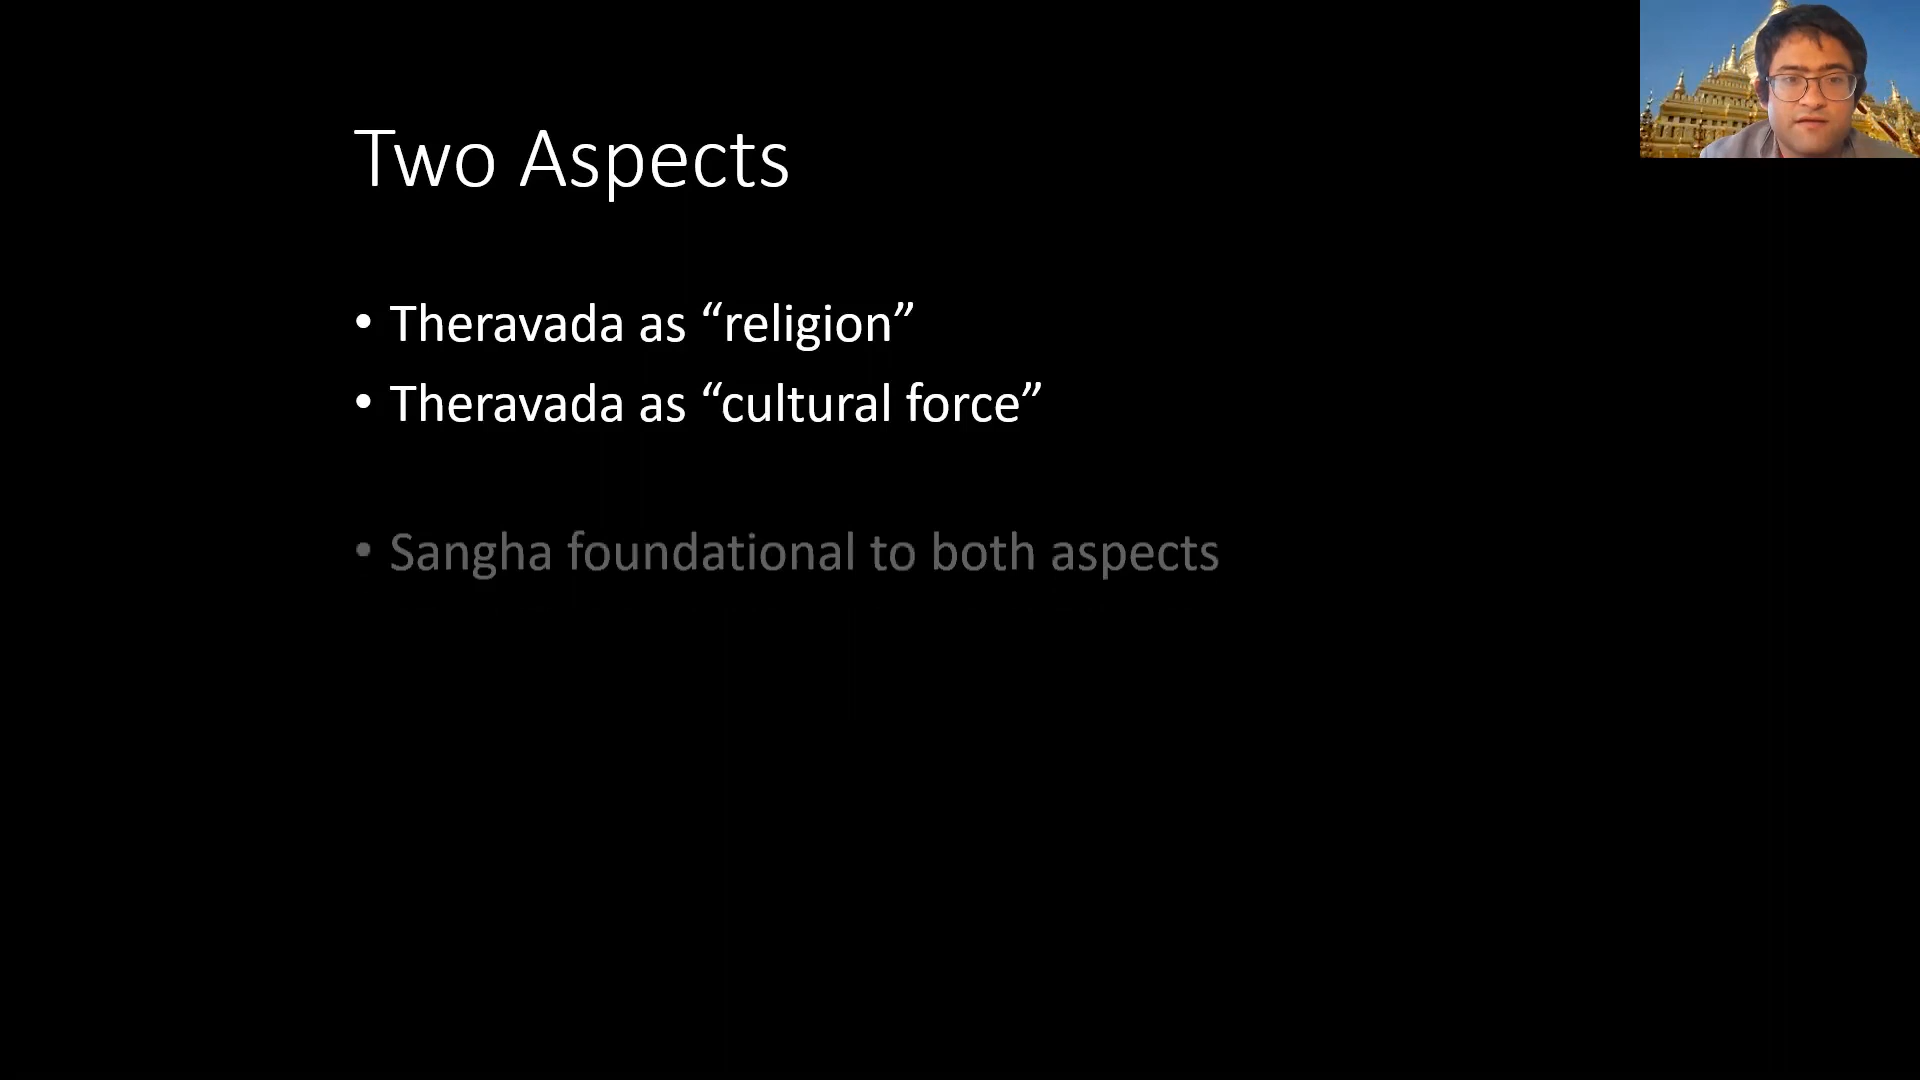 Two Aspects
• Theravada as “religion”
• Theravada as “cultural force”
• Sangha foundational to both aspects